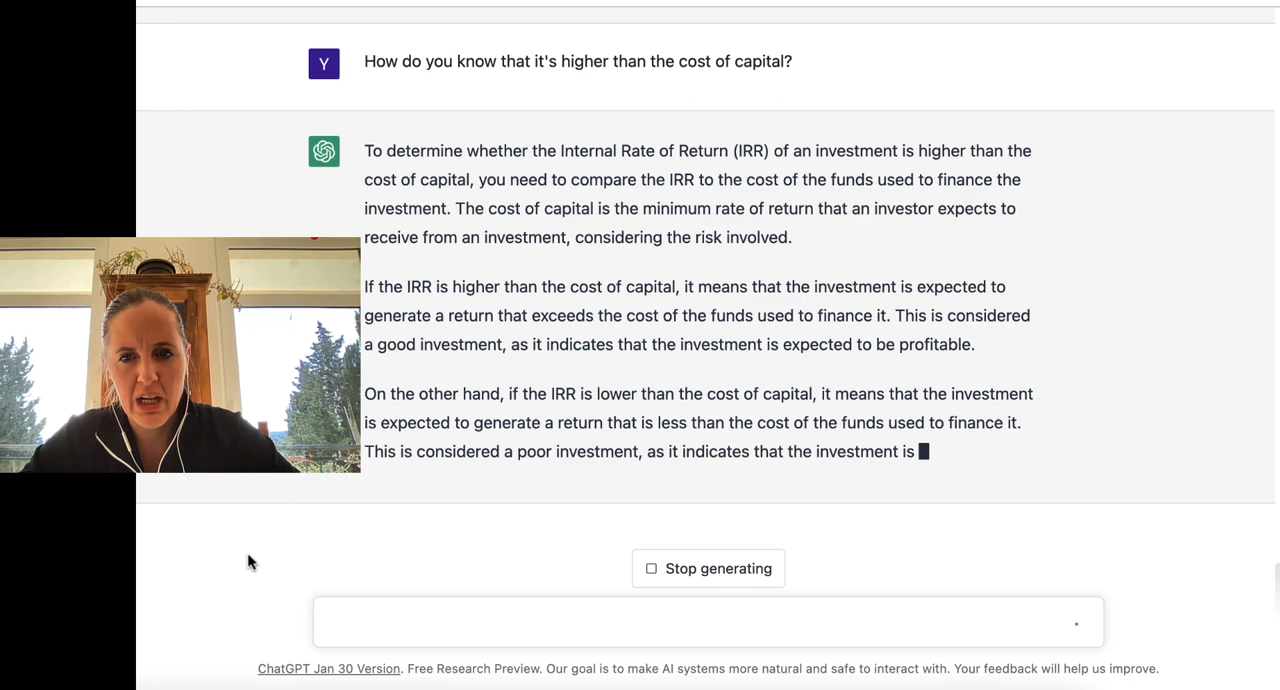 Y
How do you know that it's higher than the cost of capital?
To determine whether the Internal Rate of Return (IRR) of an investment is higher than the
cost of capital, you need to compare the IRR to the cost of the funds used to finance the
investment. The cost of capital is the minimum rate of return that an investor expects to
receive from an investment, considering the risk involved.
If the IRR is higher than the cost of capital, it means that the investment is expected to
generate a return that exceeds the cost of the funds used to finance it. This is considered
a good investment, as it indicates that the investment is expected to be profitable.
On the other hand, if the IRR is lower than the cost of capital, it means that the investment
is expected to generate a return that is less than the cost of the funds used to finance it.
This is considered a poor investment, as it indicates that the investment is
Stop generating
ChatGPT Jan 30 Version. Free Research Preview. Our goal is to make AI systems more natural and safe to interact with. Your feedback will help us improve.